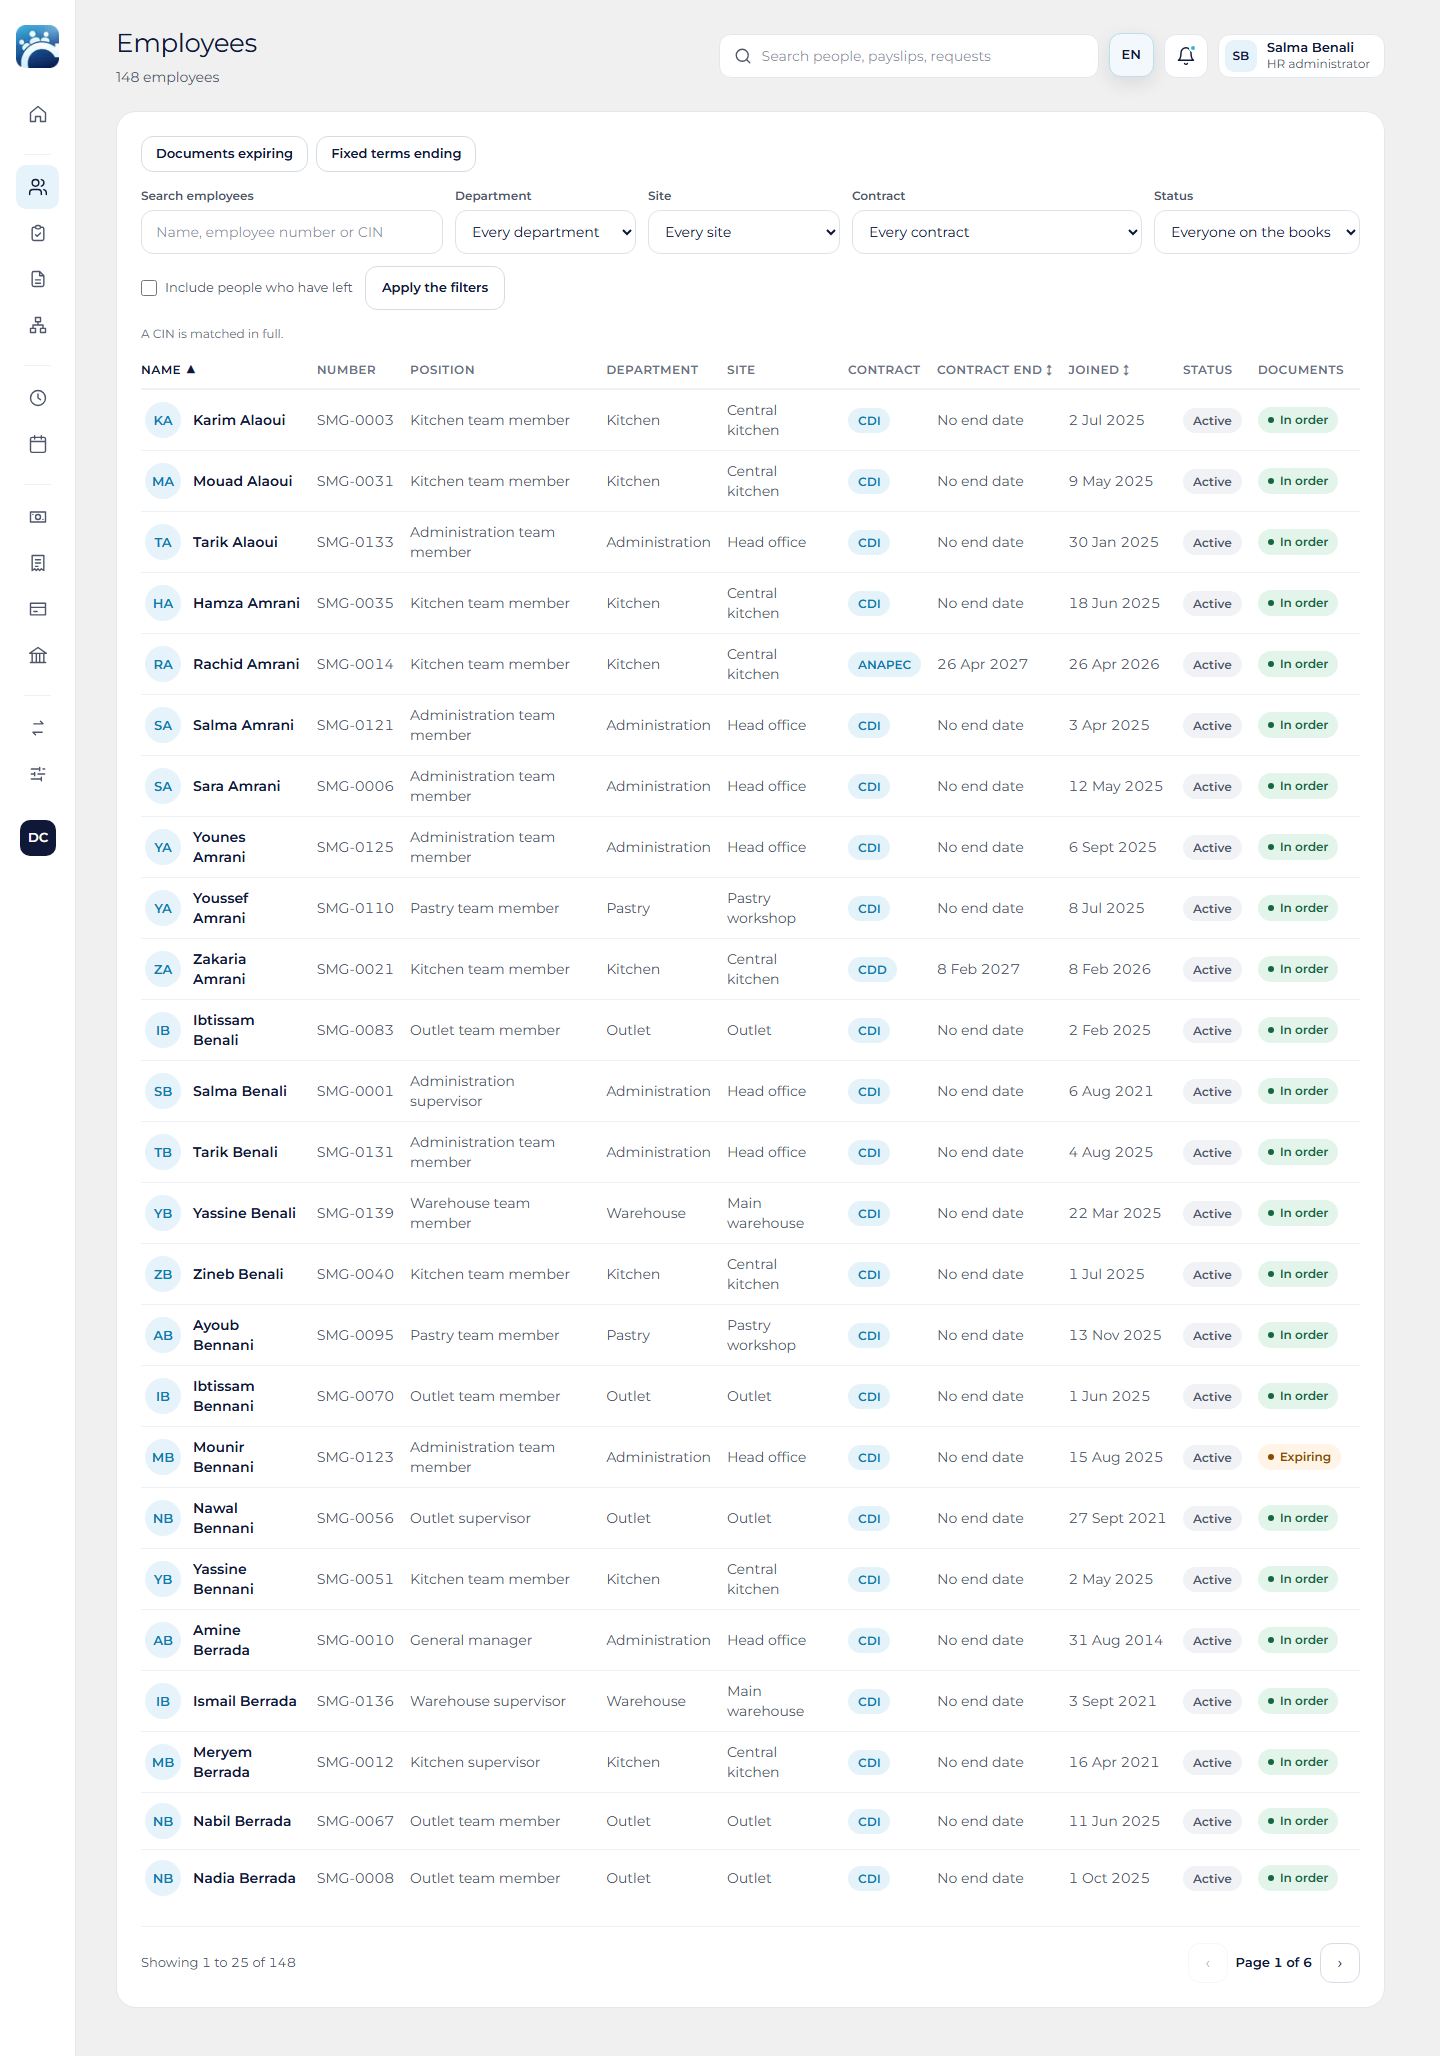 Employees
148 employees
Search people, payslips, requests
EN
SB
Salma Benali
HR administrator
Documents expiring
Fixed terms ending
Search employees
Department
Site
Contract
Status
Name, employee number or CIN
Every department
Every site
Every contract
Everyone on the books
Include people who have left
Apply the filters
A CIN is matched in full.
NAME ▲ NUMBER POSITION DEPARTMENT SITE CONTRACT CONTRACT END ↕ JOINED ↕ STATUS DOCUMENTS
KA Karim Alaoui SMG-0003 Kitchen team member Kitchen Central kitchen CDI No end date 2 Jul 2025 Active In order
MA Mouad Alaoui SMG-0031 Kitchen team member Kitchen Central kitchen CDI No end date 9 May 2025 Active In order
TA Tarik Alaoui SMG-0133 Administration team member Administration Head office CDI No end date 30 Jan 2025 Active In order
HA Hamza Amrani SMG-0035 Kitchen team member Kitchen Central kitchen CDI No end date 18 Jun 2025 Active In order
RA Rachid Amrani SMG-0014 Kitchen team member Kitchen Central kitchen ANAPEC 26 Apr 2027 26 Apr 2026 Active In order
SA Salma Amrani SMG-0121 Administration team member Administration Head office CDI No end date 3 Apr 2025 Active In order
SA Sara Amrani SMG-0006 Administration team member Administration Head office CDI No end date 12 May 2025 Active In order
YA Younes Amrani SMG-0125 Administration team member Administration Head office CDI No end date 6 Sept 2025 Active In order
YA Youssef Amrani SMG-0110 Pastry team member Pastry Pastry workshop CDI No end date 8 Jul 2025 Active In order
ZA Zakaria Amrani SMG-0021 Kitchen team member Kitchen Central kitchen CDD 8 Feb 2027 8 Feb 2026 Active In order
IB Ibtissam Benali SMG-0083 Outlet team member Outlet Outlet CDI No end date 2 Feb 2025 Active In order
SB Salma Benali SMG-0001 Administration supervisor Administration Head office CDI No end date 6 Aug 2021 Active In order
TB Tarik Benali SMG-0131 Administration team member Administration Head office CDI No end date 4 Aug 2025 Active In order
YB Yassine Benali SMG-0139 Warehouse team member Warehouse Main warehouse CDI No end date 22 Mar 2025 Active In order
ZB Zineb Benali SMG-0040 Kitchen team member Kitchen Central kitchen CDI No end date 1 Jul 2025 Active In order
AB Ayoub Bennani SMG-0095 Pastry team member Pastry Pastry workshop CDI No end date 13 Nov 2025 Active In order
IB Ibtissam Bennani SMG-0070 Outlet team member Outlet Outlet CDI No end date 1 Jun 2025 Active In order
MB Mounir Bennani SMG-0123 Administration team member Administration Head office CDI No end date 15 Aug 2025 Active Expiring
NB Nawal Bennani SMG-0056 Outlet supervisor Outlet Outlet CDI No end date 27 Sept 2021 Active In order
YB Yassine Bennani SMG-0051 Kitchen team member Kitchen Central kitchen CDI No end date 2 May 2025 Active In order
AB Amine Berrada SMG-0010 General manager Administration Head office CDI No end date 31 Aug 2014 Active In order
IB Ismail Berrada SMG-0136 Warehouse supervisor Warehouse Main warehouse CDI No end date 3 Sept 2021 Active In order
MB Meryem Berrada SMG-0012 Kitchen supervisor Kitchen Central kitchen CDI No end date 16 Apr 2021 Active In order
NB Nabil Berrada SMG-0067 Outlet team member Outlet Outlet CDI No end date 11 Jun 2025 Active In order
NB Nadia Berrada SMG-0008 Outlet team member Outlet Outlet CDI No end date 1 Oct 2025 Active In order
DC
Showing 1 to 25 of 148
‹ Page 1 of 6 ›